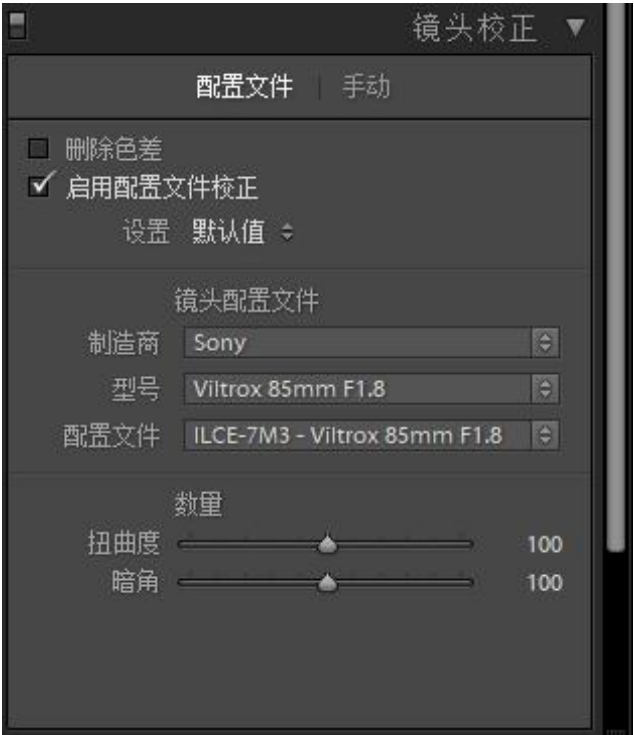 镜头校正
配置文件 | 手动
删除色差
启用配置文件校正
设置 默认值
镜头配置文件
制造商 Sony
型号 Viltrox 85mm F1.8
配置文件 ILCE-7M3 - Viltrox 85mm F1.8
数量
扭曲度 100
暗角 100